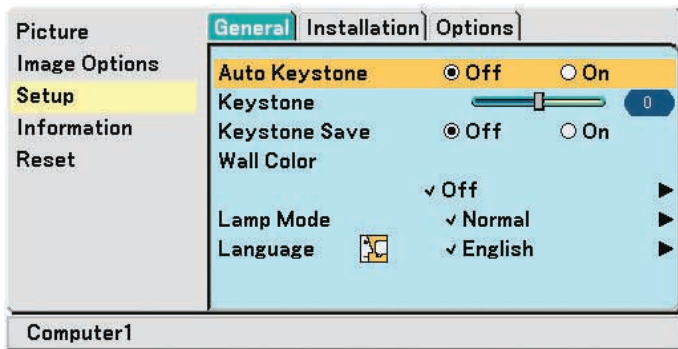 Picture
Image Options
Setup
Information
Reset
General Installation Options
Auto Keystone Off On
Keystone 0
Keystone Save Off On
Wall Color
✓ Off
Lamp Mode ✓ Normal
Language ✓ English
Computer1